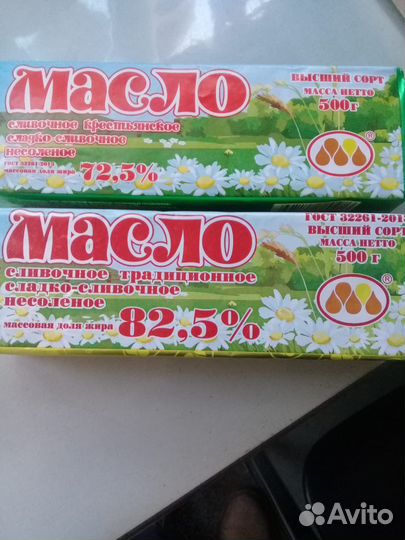 Масло
сливочное крестьянское
сладко-сливочное
несоленое
ГОСТ 32261-2013
массовая доля жира 72,5%
ВЫСШИЙ СОРТ
МАССА НЕТТО
500г
®
Масло
сливочное традиционное
сладко-сливочное
несоленое
массовая доля жира 82,5%
ГОСТ 32261-2013
ВЫСШИЙ СОРТ
МАССА НЕТТО
500 г
®
Avito